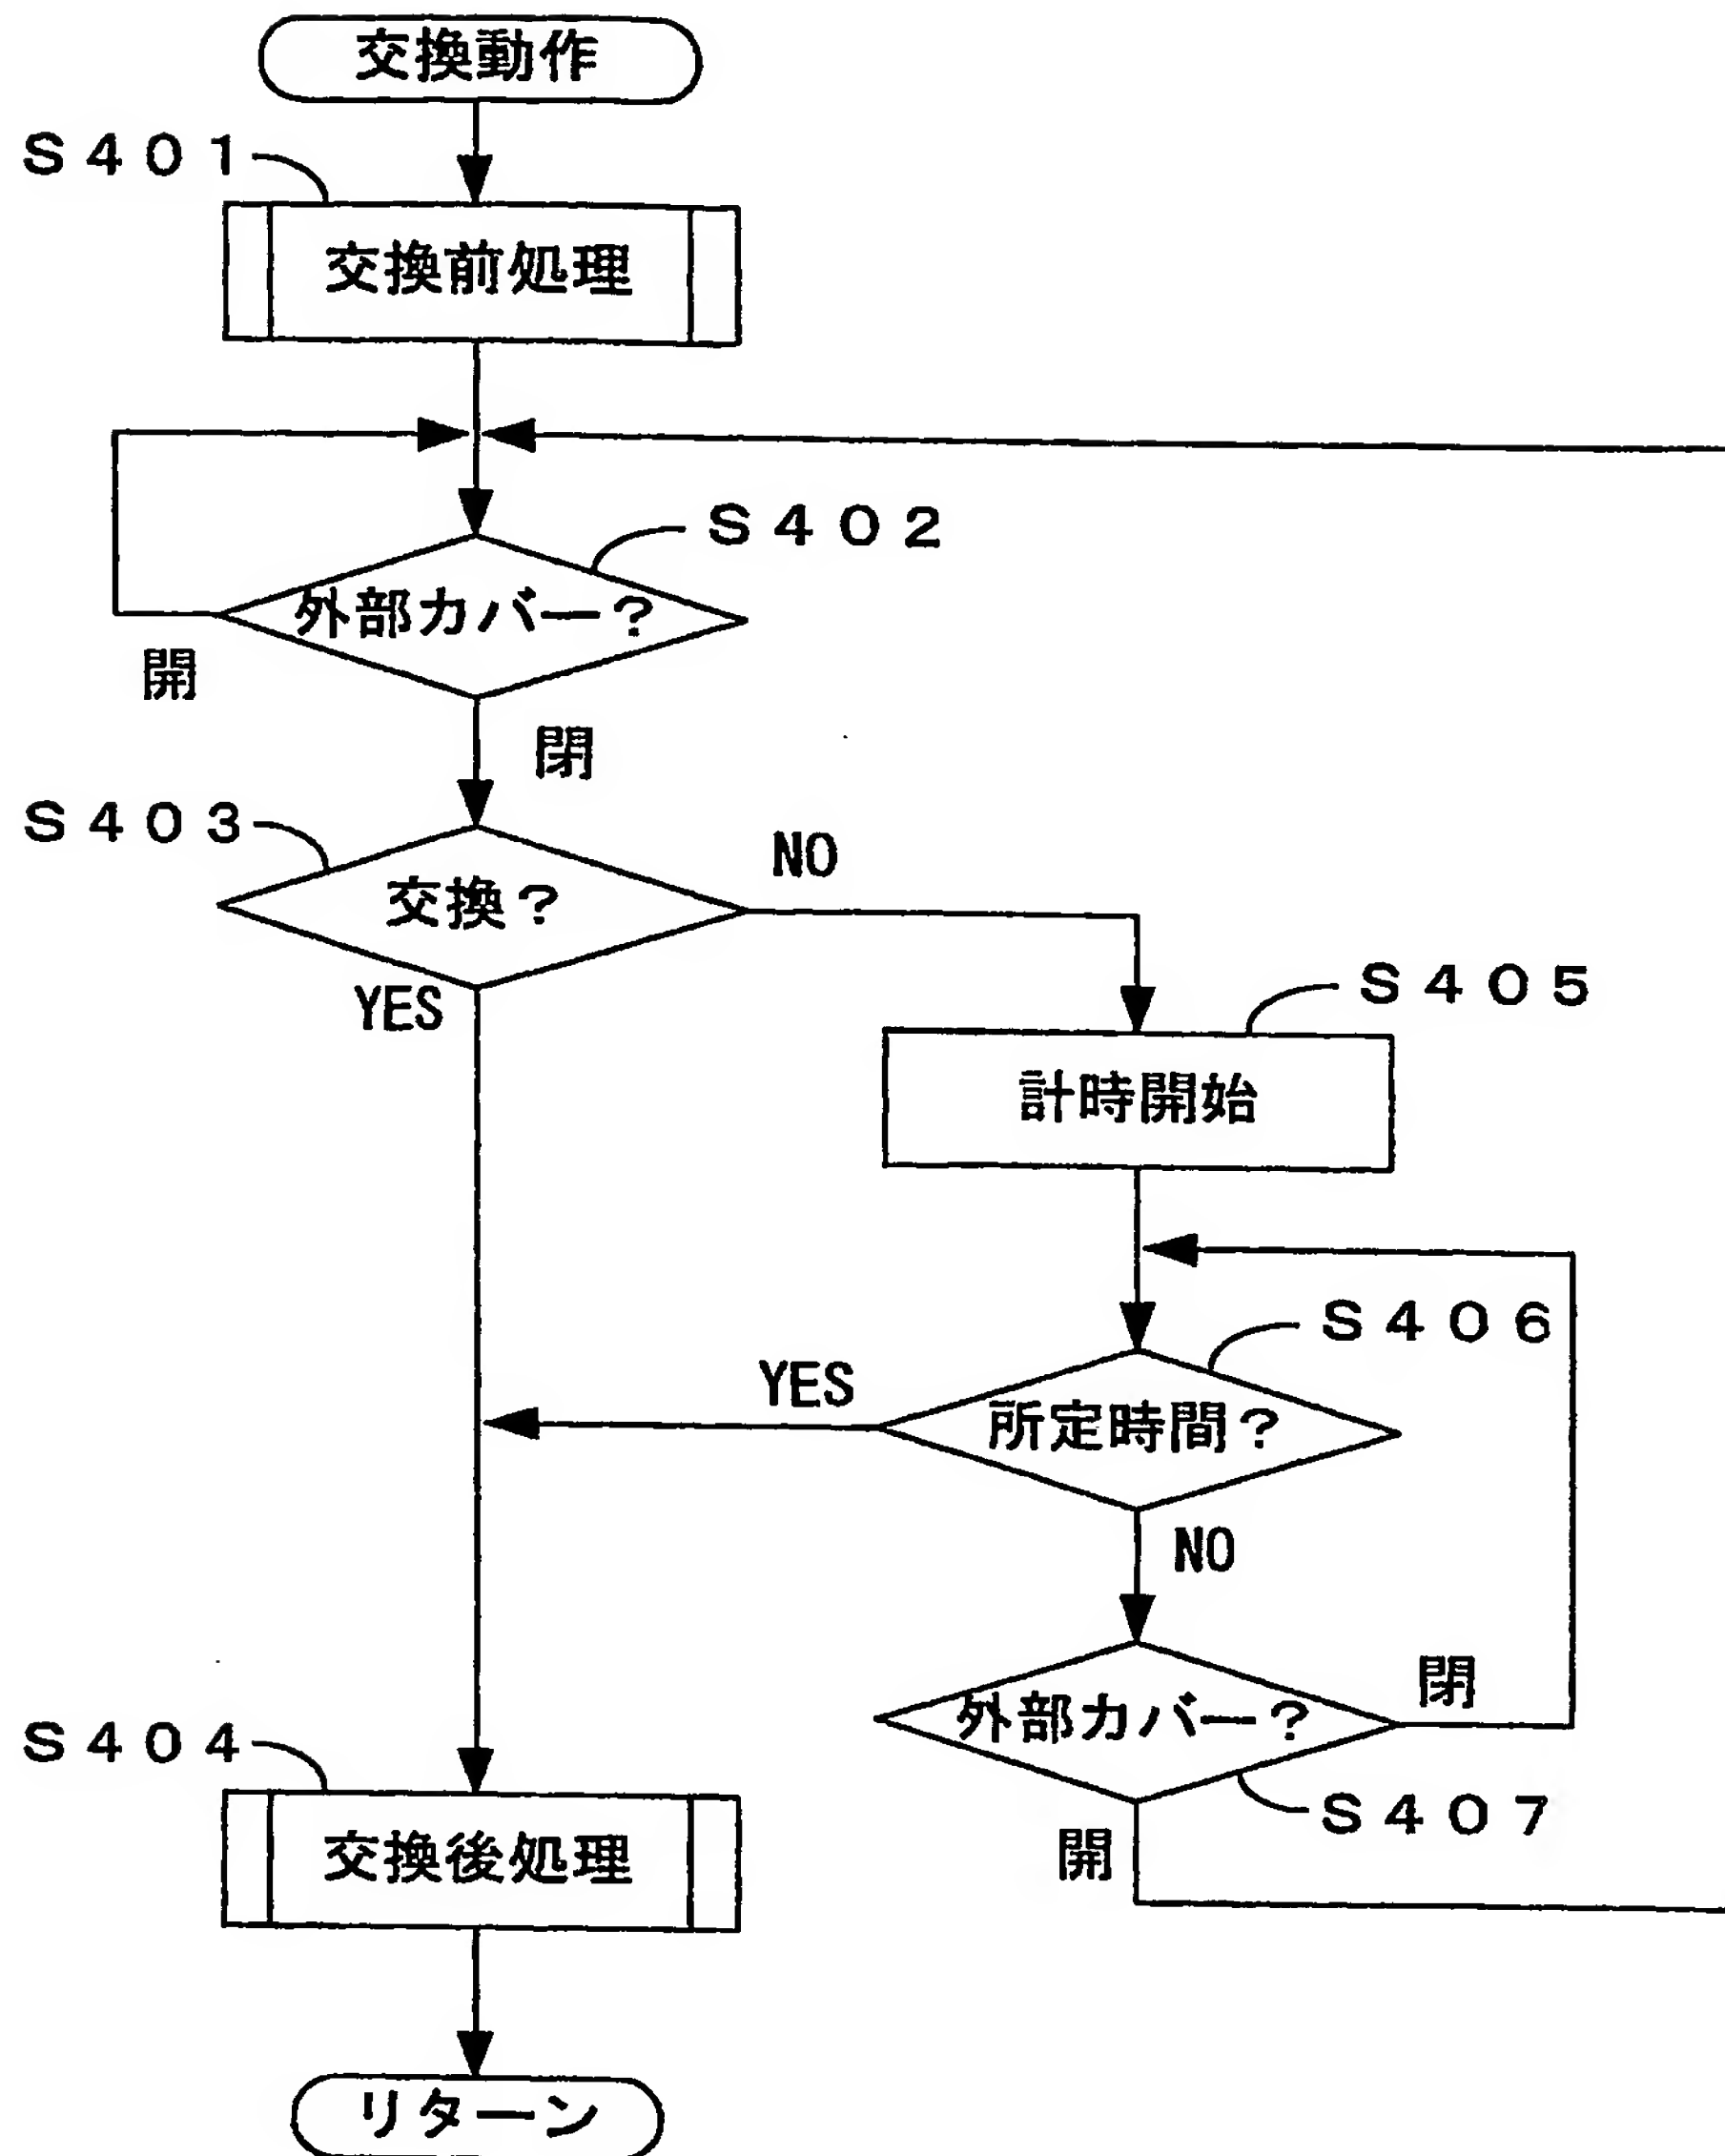 交換動作
S401
交換前処理
S402
外部カバー?
開
閉
S403
交換?
NO
YES
S405
計時開始
S406
所定時間?
YES
NO
外部カバー?
閉
S407
開
S404
交換後処理
リターン